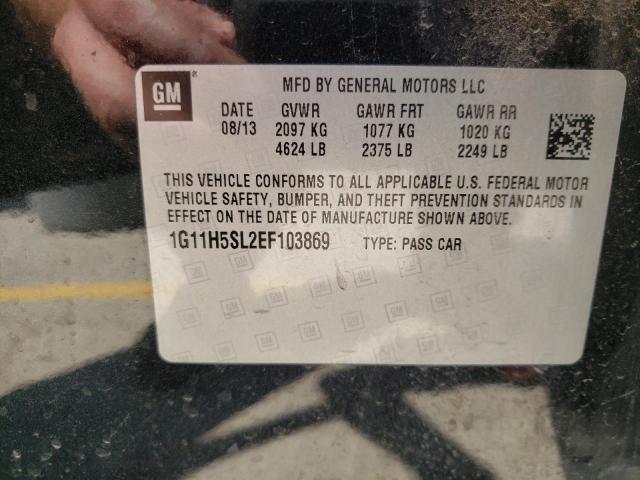 GM®
MFD BY GENERAL MOTORS LLC
DATE GVWR GAWR FRT GAWR RR
08/13 2097 KG 1077 KG 1020 KG
4624 LB 2375 LB 2249 LB
THIS VEHICLE CONFORMS TO ALL APPLICABLE U.S. FEDERAL MOTOR
VEHICLE SAFETY, BUMPER, AND THEFT PREVENTION STANDARDS IN
EFFECT ON THE DATE OF MANUFACTURE SHOWN ABOVE.
1G11H5SL2EF103869 TYPE: PASS CAR